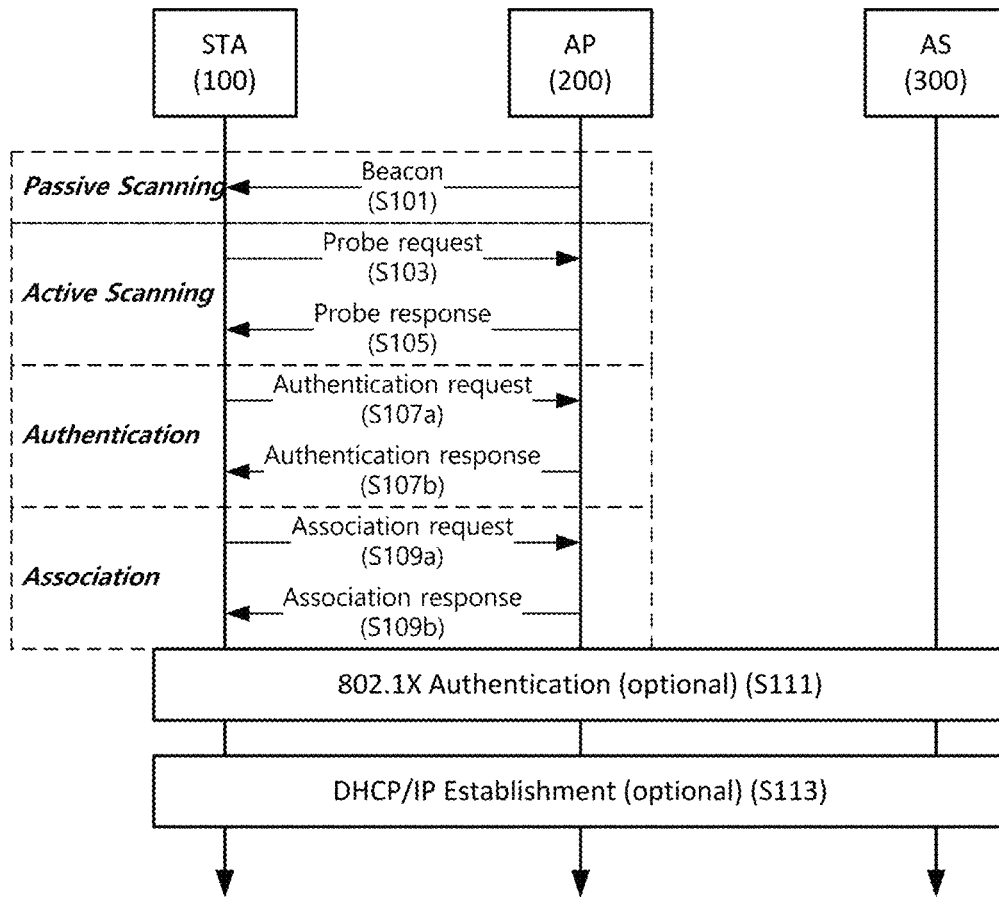 STA
(100)
AP
(200)
AS
(300)
Passive Scanning
Beacon
(S101)
Active Scanning
Probe request
(S103)
Probe response
(S105)
Authentication
Authentication request
(S107a)
Authentication response
(S107b)
Association
Association request
(S109a)
Association response
(S109b)
802.1X Authentication (optional) (S111)
DHCP/IP Establishment (optional) (S113)